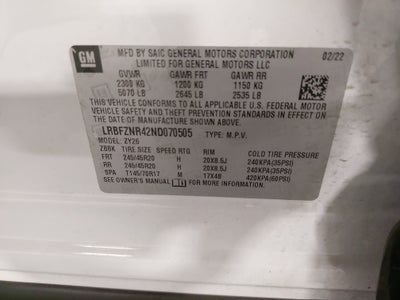 GM
MFD BY SAIC GENERAL MOTORS CORPORATION
LIMITED FOR GENERAL MOTORS LLC
02/22
GVWR GAWR FRT GAWR RR
2300 KG 1200 KG 1150 KG
5070 LB 2645 LB 2535 LB
THIS VEHICLE CONFORMS TO ALL APPLICABLE U.S. FEDERAL MOTOR
VEHICLE SAFETY, BUMPER, AND THEFT PREVENTION STANDARDS IN EFFECT ON THE
DATE OF MANUFACTURE SHOWN ABOVE.
LRBFZNR42ND070505 TYPE: M.P.V.
MODEL: ZY26
ZBBK TIRE SIZE SPEED RTG RIM COLD TIRE PRESSURE
FRT 245/45R20 H 20X8.5J 240KPA(35PSI)
RR 245/45R20 H 20X8.5J 240KPA(35PSI)
SPA T145/70R17 M 17X4B 420KPA(60PSI)
SEE OWNER'S MANUAL FOR MORE INFORMATION.